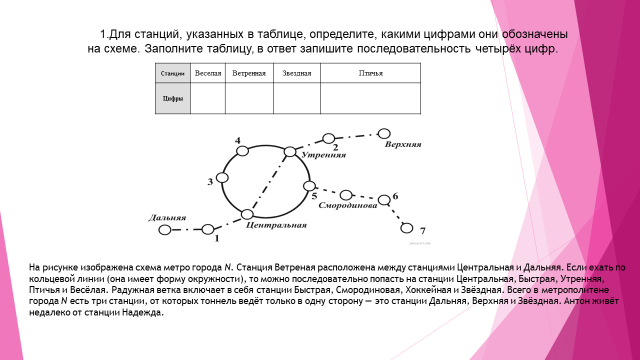 1.Для станций, указанных в таблице, определите, какими цифрами они обозначены
на схеме. Заполните таблицу, в ответ запишите последовательность четырёх цифр.
Станции Веселая Ветренная Звездная Птичья
Цифры
4
2
Верхняя
Утренняя
3
5
6
Смородинова
Дальняя
Центральная
1
7
На рисунке изображена схема метро города N. Станция Ветреная расположена между станциями Центральная и Дальняя. Если ехать по
кольцевой линии (она имеет форму окружности), то можно последовательно попасть на станции Центральная, Быстрая, Утренняя,
Птичья и Весёлая. Радужная ветка включает в себя станции Быстрая, Смородиновая, Хоккейная и Звёздная. Всего в метрополитене
города N есть три станции, от которых тоннель ведёт только в одну сторону — это станции Дальняя, Верхняя и Звёздная. Антон живёт
недалеко от станции Надежда.